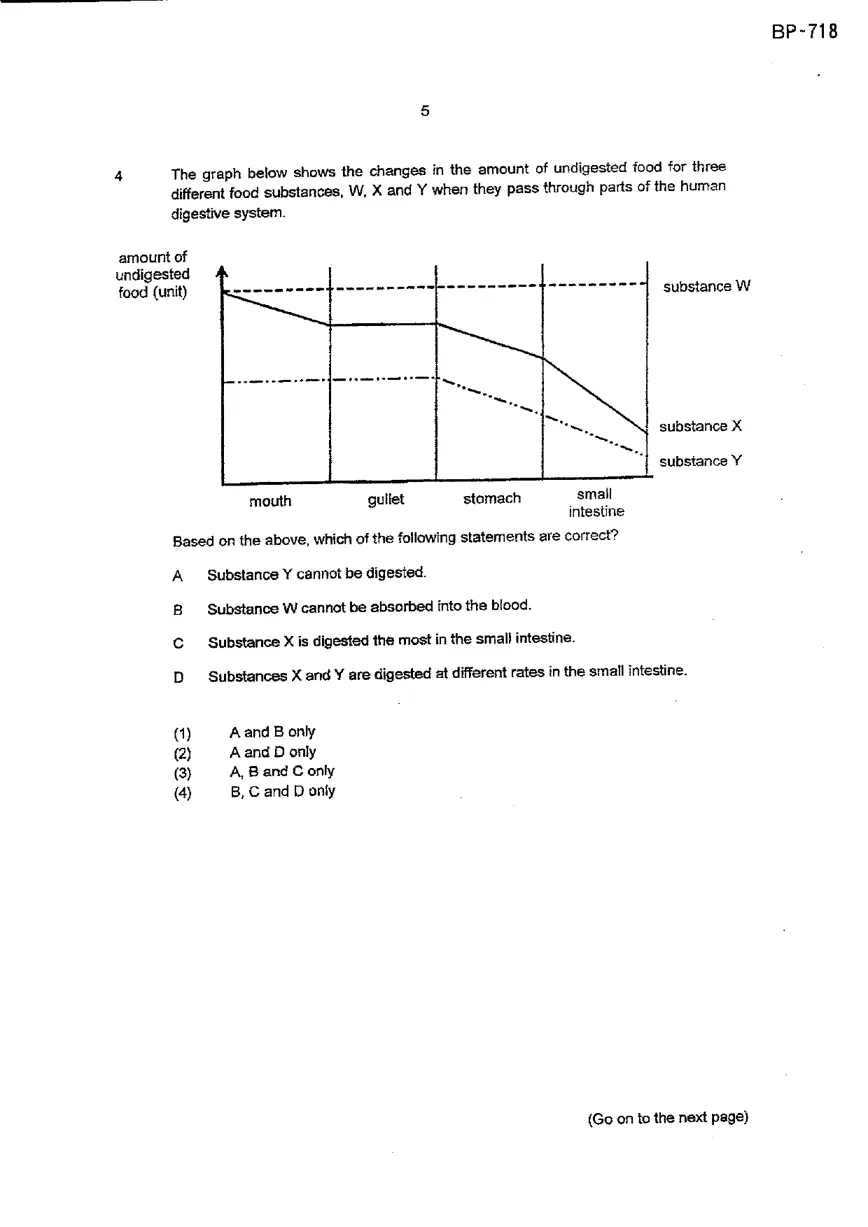 BP-718
5
4 The graph below shows the changes in the amount of undigested food for three
different food substances, W, X and Y when they pass through parts of the human
digestive system.
amount of
undigested
food (unit)
substance W
substance X
substance Y
mouth gullet stomach small
intestine
Based on the above, which of the following statements are correct?
A Substance Y cannot be digested.
B Substance W cannot be absorbed into the blood.
C Substance X is digested the most in the small intestine.
D Substances X and Y are digested at different rates in the small intestine.
(1) A and B only
(2) A and D only
(3) A, B and C only
(4) B, C and D only
(Go on to the next page)